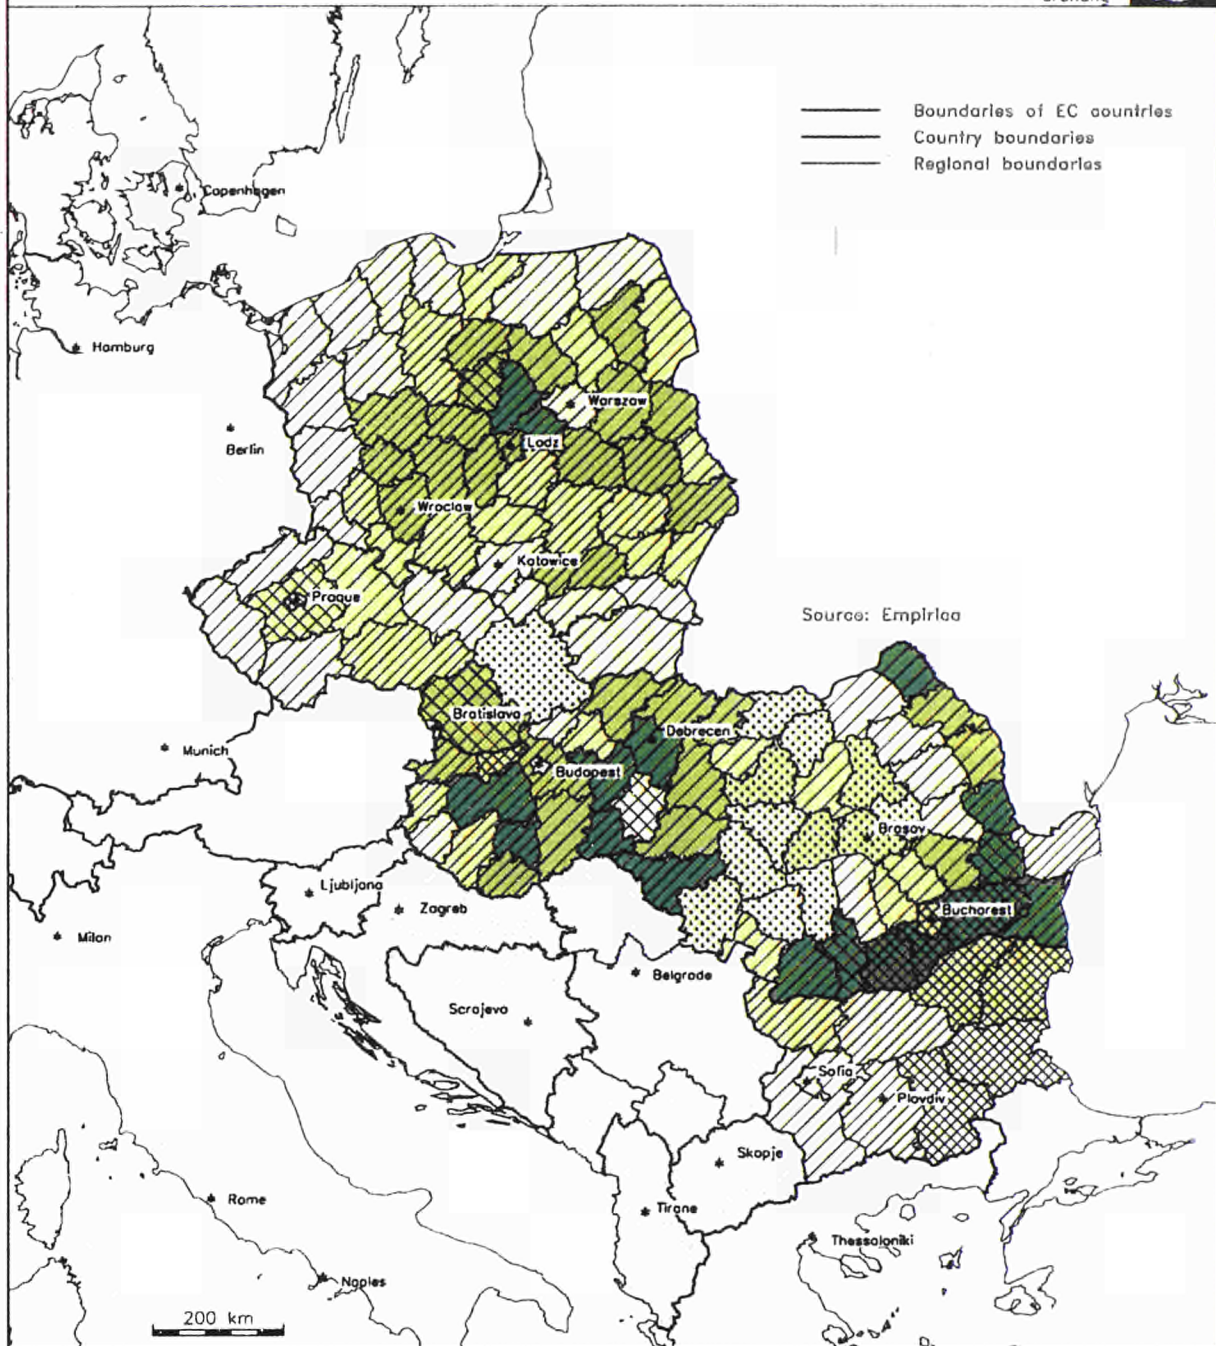 Boundaries of EC countries
Country boundaries
Regional boundaries
Copenhagen
Hamburg
Warszaw
Berlin
Lodz
Wroclaw
Katowice
Prague
Source: Empirica
Bratislava
Debrecen
Munich
Budapest
Brasov
Ljubljana
Zagreb
Bucharest
Milan
Belgrade
Sarajevo
Sofia
Plovdiv
Skopje
Rome
Tirane
Thessaloniki
Naples
200 km